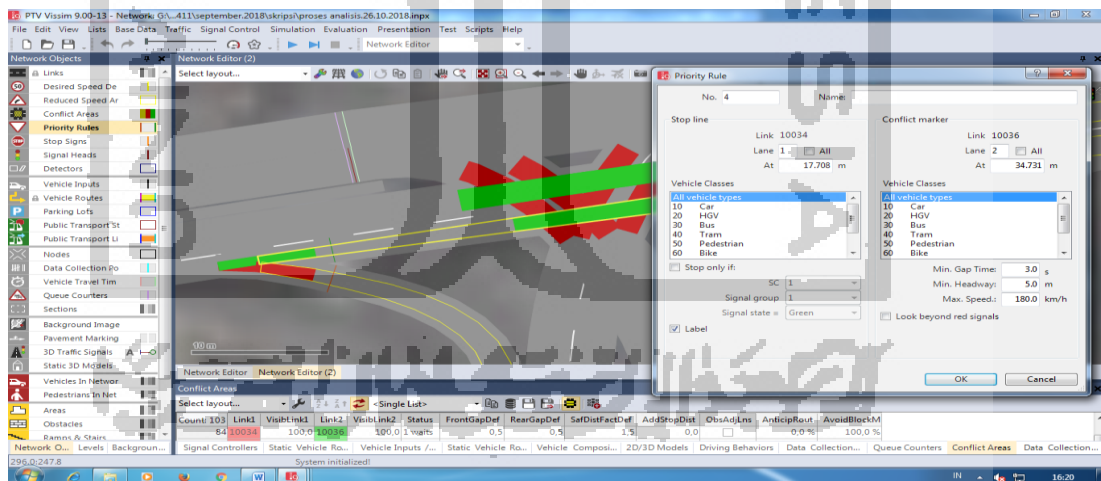 PTV Vissim 9.00-13 - Network: G:\...411\september.2018\skripsi\proses analisis.26.10.2018.inpx
File Edit View Lists Base Data Traffic Signal Control Simulation Evaluation Presentation Test Scripts Help
Network Editor
Network Objects
Network Editor (2)
Select layout...
Links
Desired Speed De
Reduced Speed Ar
Conflict Areas
Priority Rules
Stop Signs
Signal Heads
Detectors
Vehicle Inputs
Vehicle Routes
Parking Lots
Public Transport St
Public Transport Li
Nodes
Data Collection Po
Vehicle Travel Tim
Queue Counters
Sections
Background Image
Pavement Marking
3D Traffic Signals
Static 3D Models
Vehicles In Networ
Pedestrians In Net
Areas
Obstacles
Ramps & Stairs
Network O... Levels Backgroun...
10 m
Network Editor Network Editor (2)
Priority Rule
No. 4 Name:
Stop line
Link 10034
Lane 1 All
At 17.708 m
Vehicle Classes
All vehicle types
10 Car
20 HGV
30 Bus
40 Tram
50 Pedestrian
60 Bike
Stop only if:
SC 1
Signal group 1
Signal state = Green
Label
Conflict marker
Link 10036
Lane 2 All
At 34.731 m
Vehicle Classes
All vehicle types
10 Car
20 HGV
30 Bus
40 Tram
50 Pedestrian
60 Bike
Min. Gap Time: 3.0 s
Min. Headway: 5.0 m
Max. Speed.: 180.0 km/h
Look beyond red signals
OK Cancel
Conflict Areas
Select layout... <Single List>
Count: 103 Link1 VisibLink1 Link2 VisibLink2 Status FrontGapDef RearGapDef SafDistFactDef AddStopDist ObsAdjLns AnticipRout AvoidBlockM
84 10034 100,0 10036 100,0 1 waits 0,5 0,5 1,5 0,0 0,0 % 100,0 %
Signal Controllers Static Vehicle Ro... Vehicle Inputs /... Static Vehicle Ro... Vehicle Composi... 2D/3D Models Driving Behaviors Data Collection... Queue Counters Conflict Areas Data Collection...
296.0:247.8 System initialized!
IN 16:20